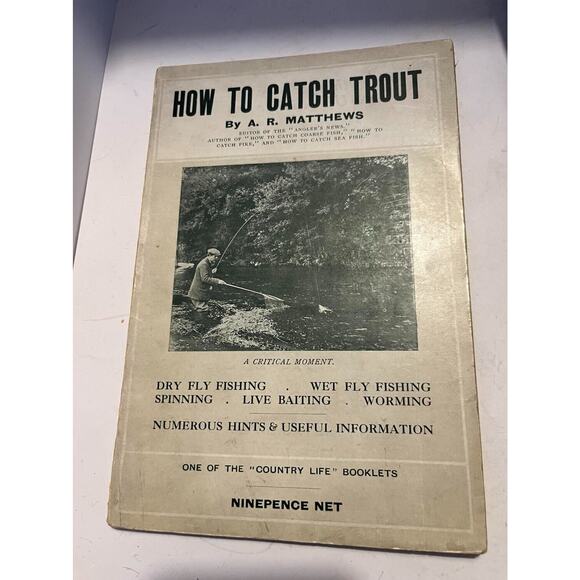 HOW TO CATCH TROUT
By A. R. MATTHEWS
EDITOR OF THE "ANGLER'S NEWS,"
AUTHOR OF "HOW TO CATCH COARSE FISH," "HOW TO
CATCH PIKE," AND "HOW TO CATCH SEA FISH."
A CRITICAL MOMENT.
DRY FLY FISHING . WET FLY FISHING
SPINNING . LIVE BAITING . WORMING
NUMEROUS HINTS & USEFUL INFORMATION
ONE OF THE "COUNTRY LIFE" BOOKLETS
NINEPENCE NET